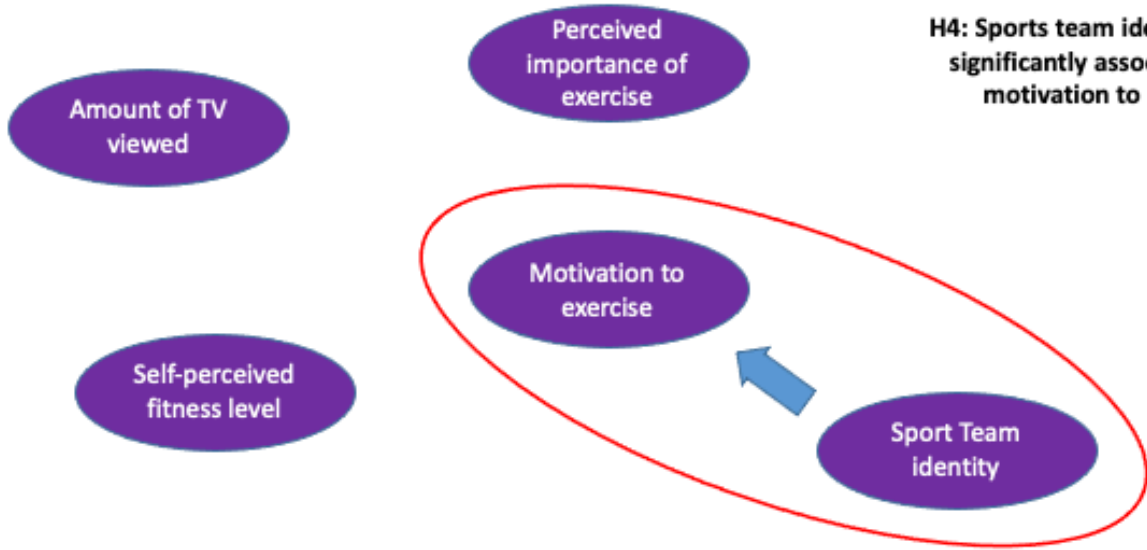 Perceived
importance of
exercise
H4: Sports team ide
significantly assoc
motivation to
Amount of TV
viewed
Motivation to
exercise
Self-perceived
fitness level
Sport Team
identity